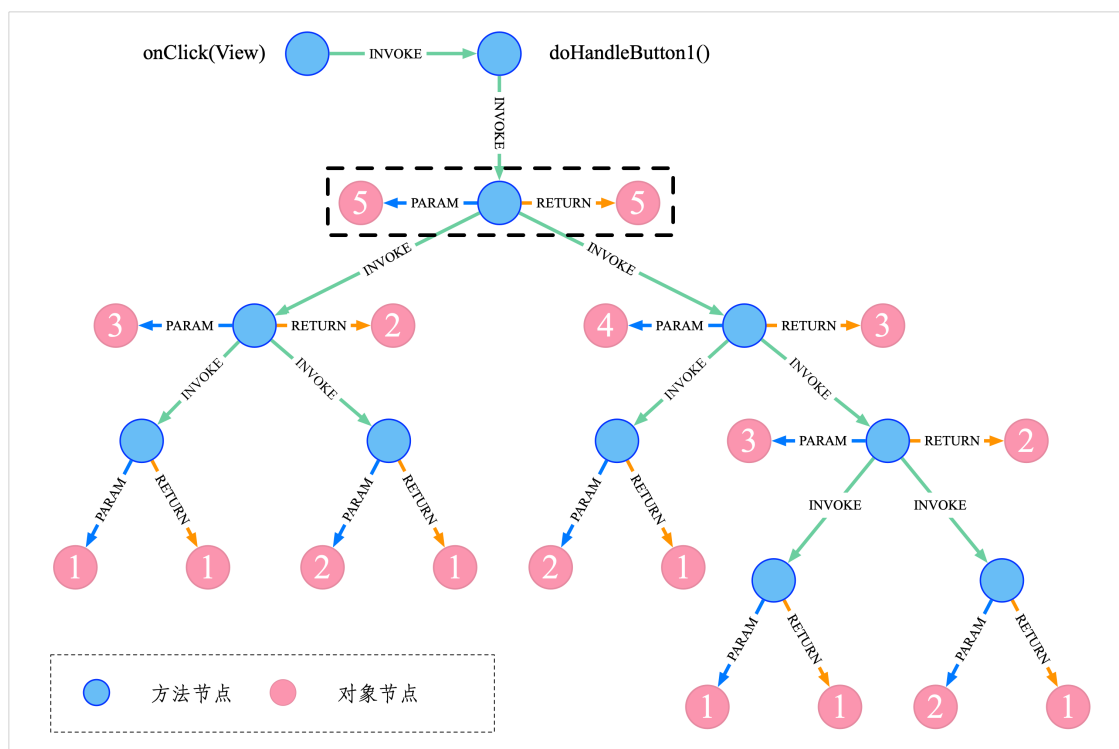 onClick(View) INVOKE doHandleButton1()
INVOKE
5 PARAM RETURN 5
INVOKE INVOKE
3 PARAM RETURN 2 4 PARAM RETURN 3
INVOKE INVOKE INVOKE INVOKE
3 PARAM RETURN 2
PARAM RETURN PARAM RETURN PARAM RETURN
INVOKE INVOKE
1 1 2 1 2 1
PARAM RETURN PARAM RETURN
方法节点 对象节点
1 1 2 1